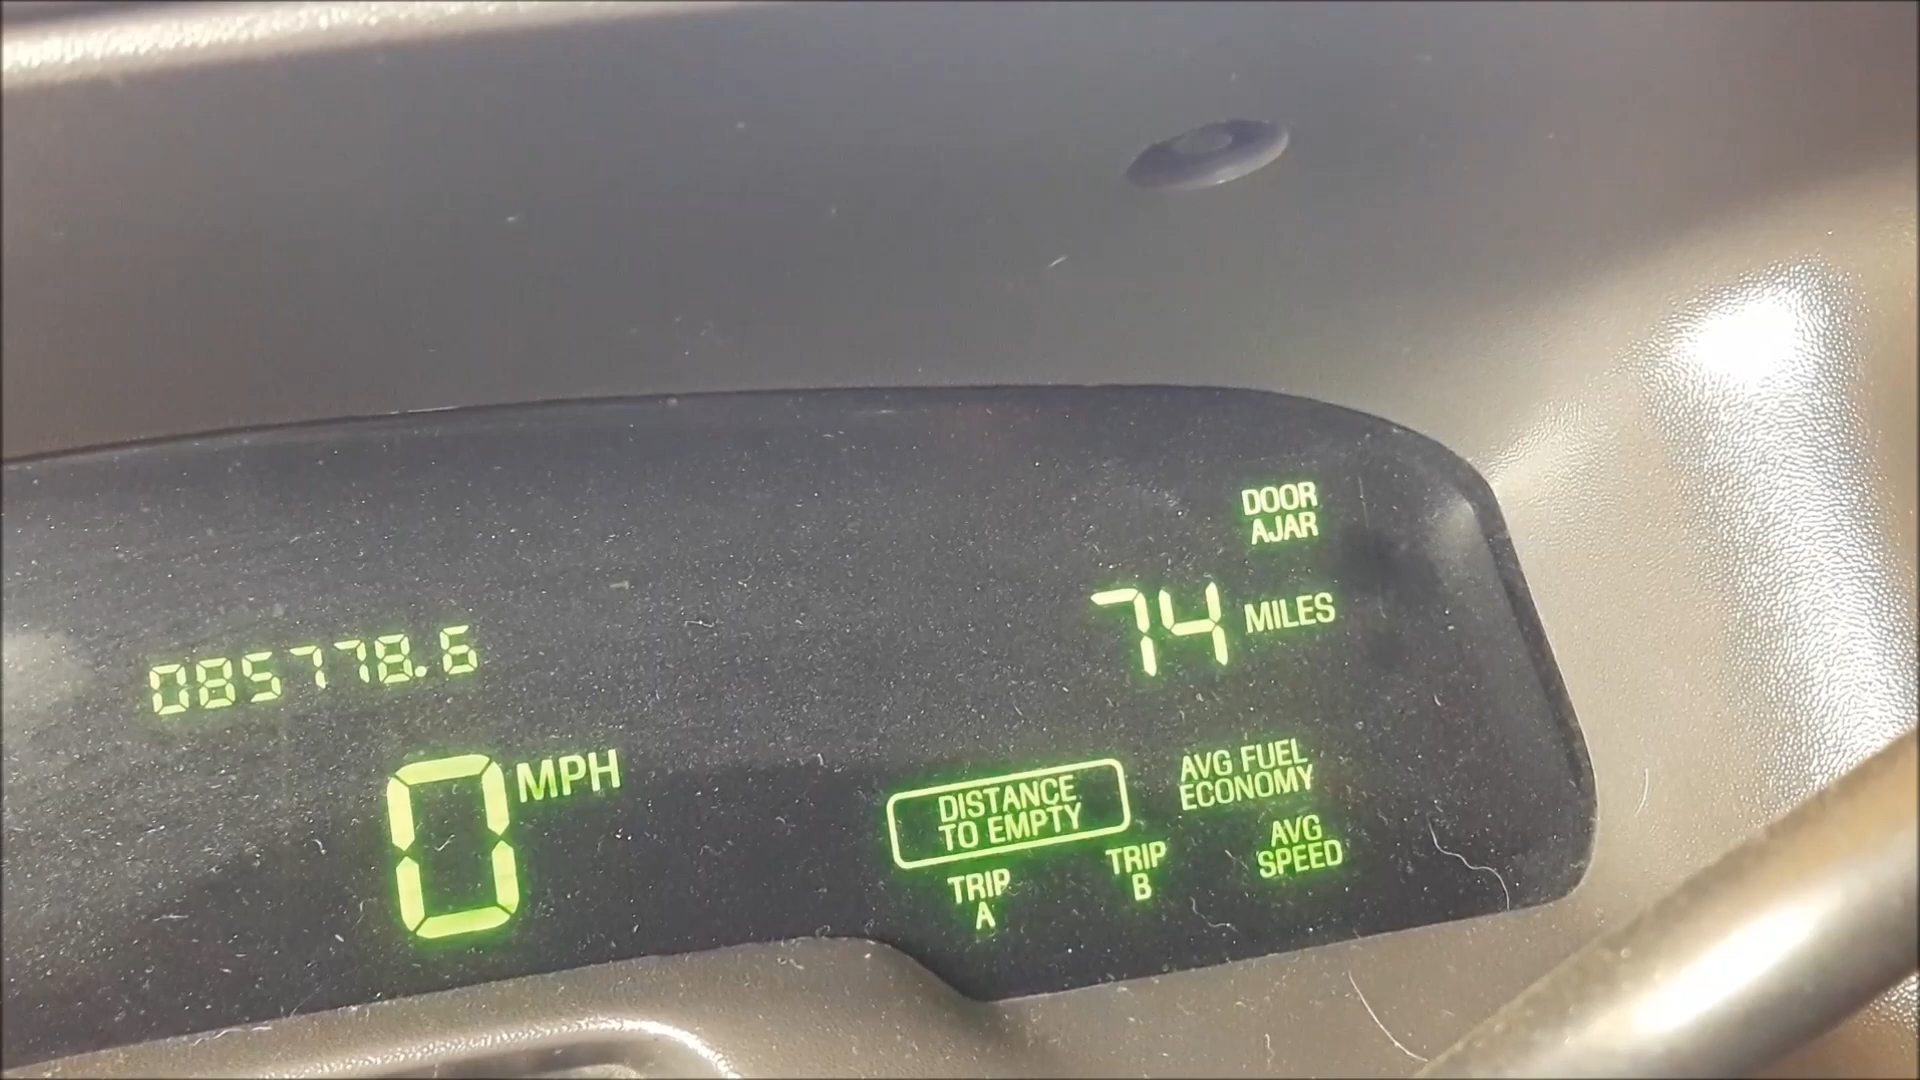 DOOR
AJAR
74 MILES
085778.6
0 MPH
DISTANCE
TO EMPTY
AVG FUEL
ECONOMY
TRIP
A
TRIP
B
AVG
SPEED